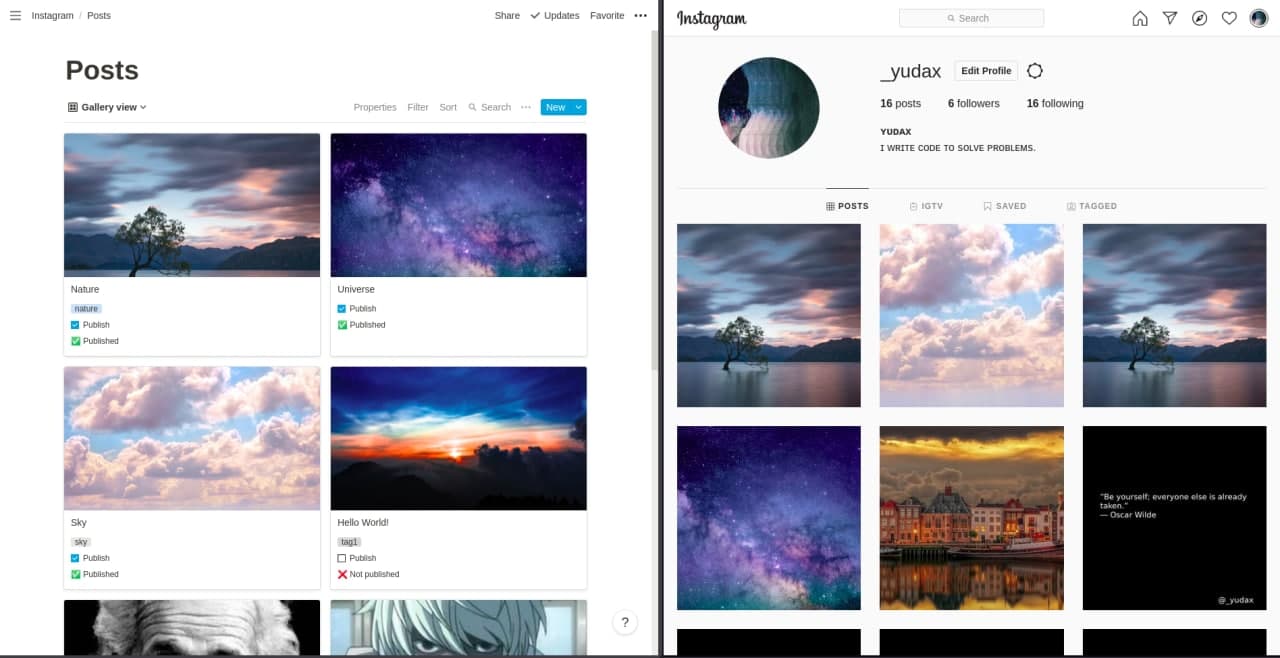 Instagram / Posts
Share Updates Favorite
Posts
Gallery view
Properties Filter Sort Search New
Nature
nature
Publish
Published
Universe
Publish
Published
Sky
sky
Publish
Published
Hello World!
tag1
Publish
Not published
?
Instagram
Search
_yudax Edit Profile
16 posts 6 followers 16 following
YUDAX
I WRITE CODE TO SOLVE PROBLEMS.
POSTS IGTV SAVED TAGGED
“Be yourself; everyone else is already
taken.”
— Oscar Wilde
@_yudax